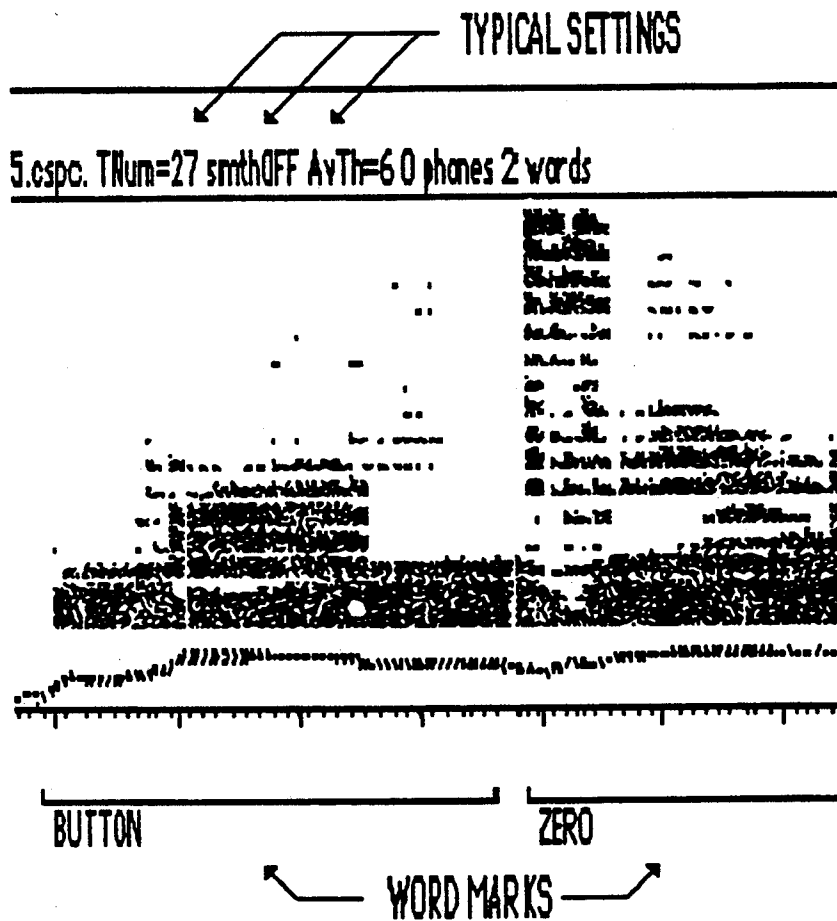 TYPICAL SETTINGS
5.cspc. TNum=27 smthOFF AvTh=6 0 phones 2 words
BUTTON
ZERO
WORD MARKS